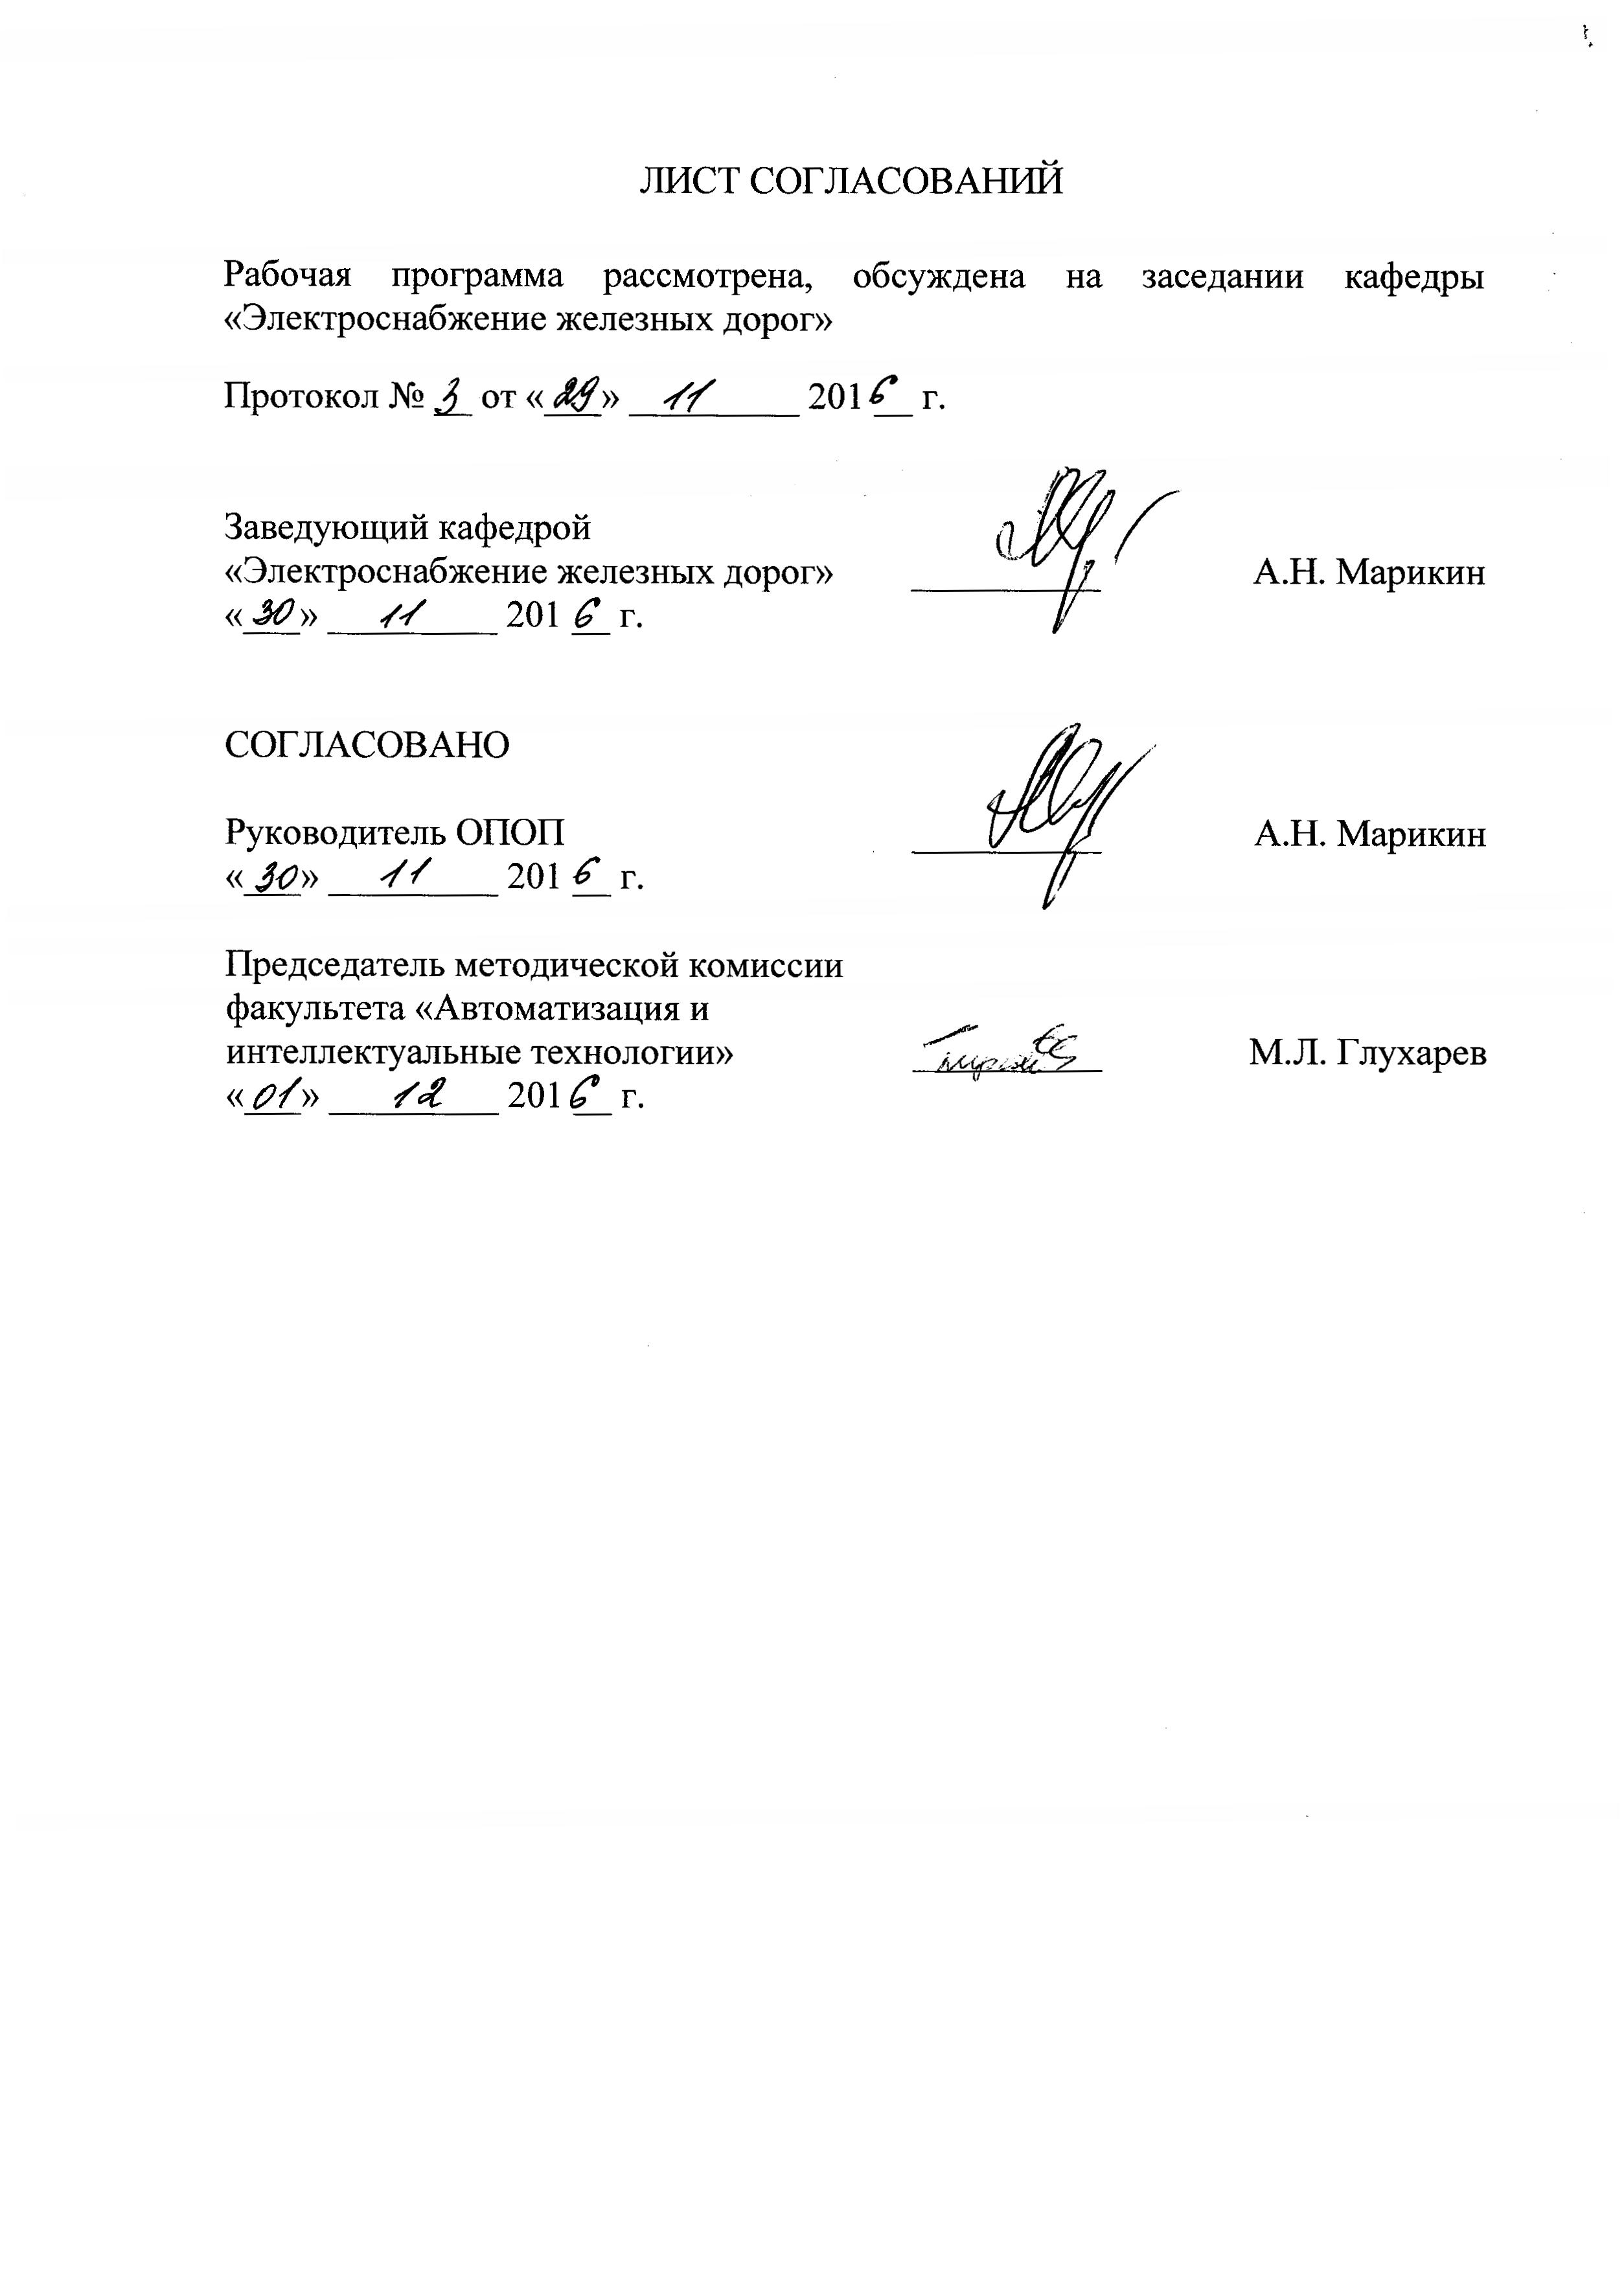 ЛИСТ СОГЛАСОВАНИЙ
Рабочая программа рассмотрена, обсуждена на заседании кафедры
«Электроснабжение железных дорог»
Протокол № 3 от «29» 11 2016 г.
Заведующий кафедрой
«Электроснабжение железных дорог» А.Н. Марикин
«30» 11 2016 г.
СОГЛАСОВАНО
Руководитель ОПОП А.Н. Марикин
«30» 11 2016 г.
Председатель методической комиссии
факультета «Автоматизация и
интеллектуальные технологии» М.Л. Глухарев
«01» 12 2016 г.